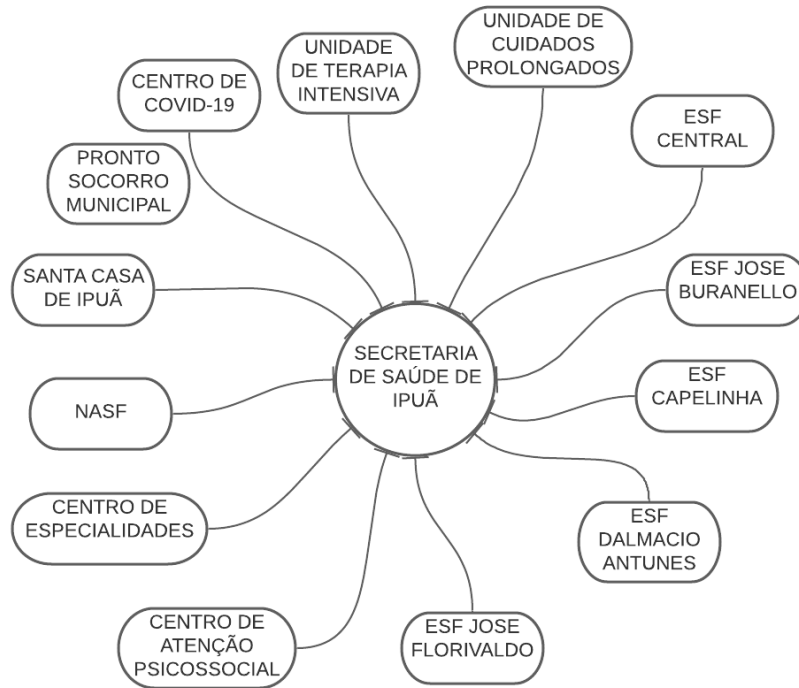 UNIDADE
DE TERAPIA
INTENSIVA
UNIDADE DE
CUIDADOS
PROLONGADOS
CENTRO DE
COVID-19
ESF
CENTRAL
PRONTO
SOCORRO
MUNICIPAL
SANTA CASA
DE IPUÃ
ESF JOSE
BURANELLO
SECRETARIA
DE SAÚDE DE
IPUÃ
NASF
ESF
CAPELINHA
CENTRO DE
ESPECIALIDADES
ESF
DALMACIO
ANTUNES
CENTRO DE
ATENÇÃO
PSICOSSOCIAL
ESF JOSE
FLORIVALDO